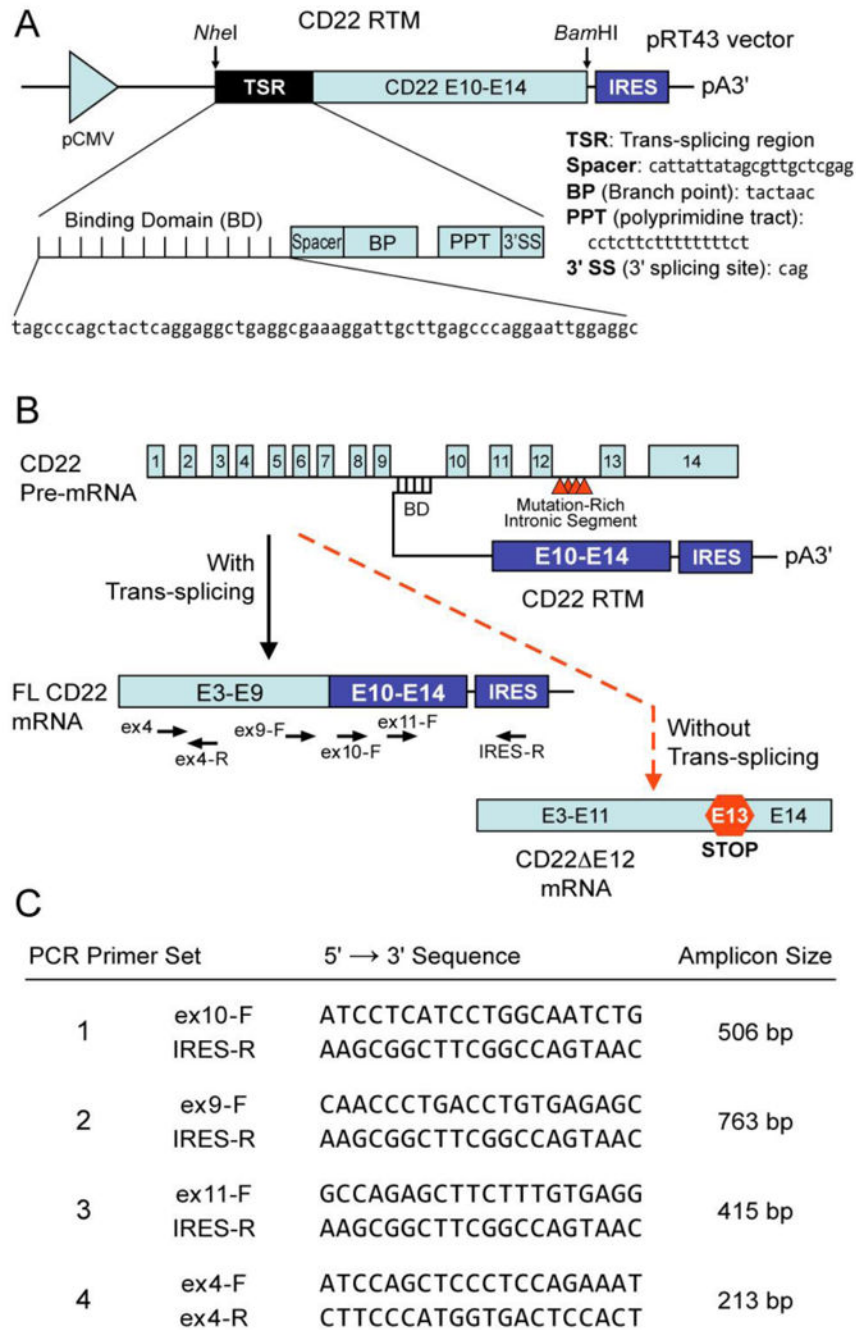 A
CD22 RTM
NheI
BamHI
pRT43 vector
TSR
CD22 E10-E14
IRES
pA3'
pCMV
TSR: Trans-splicing region
Spacer: cattattatagcgttgctcgag
BP (Branch point): tactaac
PPT (polyprimidine tract):
cctcttctttttttttct
3' SS (3' splicing site): cag
Binding Domain (BD)
Spacer
BP
PPT
3'SS
tagcccagctactcaggaggctgaggcgaaaggattgcttgagcccaggaattggaggc
B
CD22
Pre-mRNA
1 2 3 4 5 6 7 8 9 10 11 12 13 14
BD
Mutation-Rich
Intronic Segment
E10-E14
IRES
pA3'
CD22 RTM
With
Trans-splicing
FL CD22
mRNA
E3-E9
E10-E14
IRES
ex4
ex4-R
ex9-F
ex10-F
ex11-F
IRES-R
Without
Trans-splicing
E3-E11
E13
E14
STOP
CD22ΔE12
mRNA
C
PCR Primer Set 5' → 3' Sequence Amplicon Size
1 ex10-F ATCCTCATCCTGGCAATCTG 506 bp
IRES-R AAGCGGCTTCGGCCAGTAAC
2 ex9-F CAACCCTGACCTGTGAGAGC 763 bp
IRES-R AAGCGGCTTCGGCCAGTAAC
3 ex11-F GCCAGAGCTTCTTTGTGAGG 415 bp
IRES-R AAGCGGCTTCGGCCAGTAAC
4 ex4-F ATCCAGCTCCCTCCAGAAAT 213 bp
ex4-R CTTCCCATGGTGACTCCACT